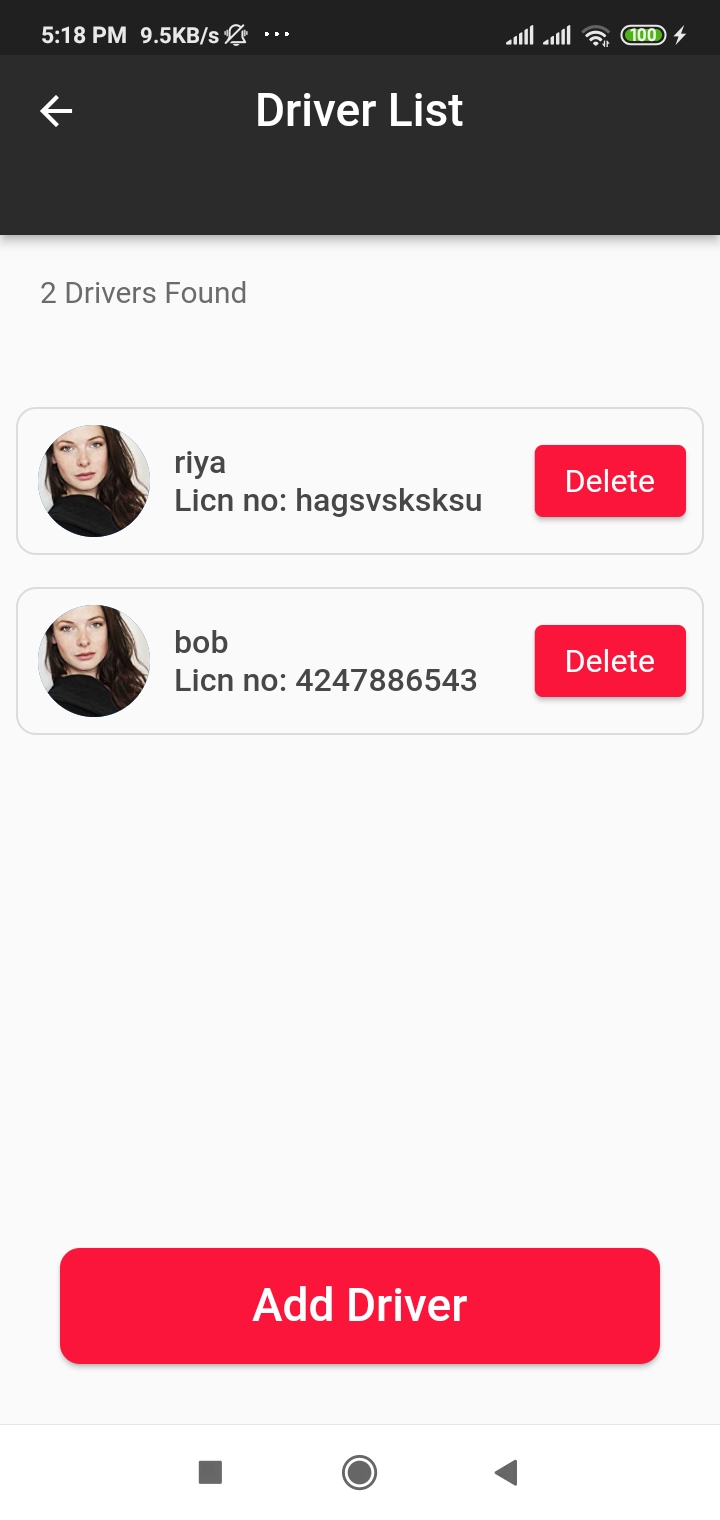 5:18 PM 9.5KB/s ... 100
Driver List
2 Drivers Found
riya
Licn no: hagsvsksksu
Delete
bob
Licn no: 4247886543
Delete
Add Driver